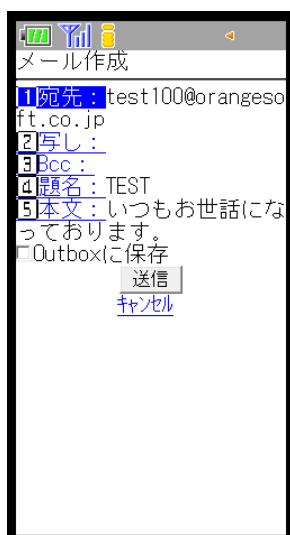 メール作成
1宛先：test100@orangeso
ft.co.jp
2写し：
3Bcc：
4題名：TEST
5本文：いつもお世話にな
っております。
Outboxに保存
送信
ｷｬﾝｾﾙ